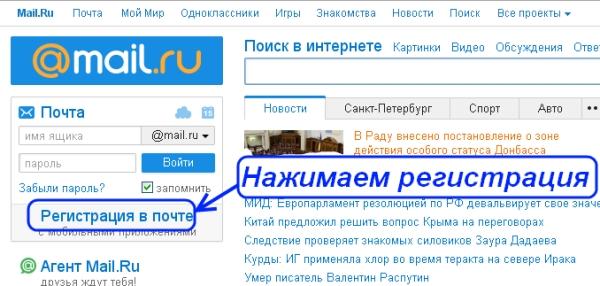 Mail.Ru Почта Мой Мир Одноклассники Игры Знакомства Новости Поиск Все проекты
@mail.ru
Поиск в интернете Картинки Видео Обсуждения
Почта 15
имя ящика @mail.ru
пароль Войти
Забыли пароль? запомнить
Регистрация в почте
с мобильными приложениями
Агент Mail.Ru
друзья ждут тебя!
Новости Санкт-Петербург Спорт Авто
В Раду внесено постановление о зоне
действия особого статуса Донбасса
Нажимаем регистрация
МИД: Европарламент резолюцией по РФ девальвирует свое
Китай предложил решить вопрос Крыма на переговорах
Следствие проверяет знакомых силовиков Заура Дадаева
Курды: ИГ применяла хлор во время теракта на севере Ирака
Умер писатель Валентин Распутин